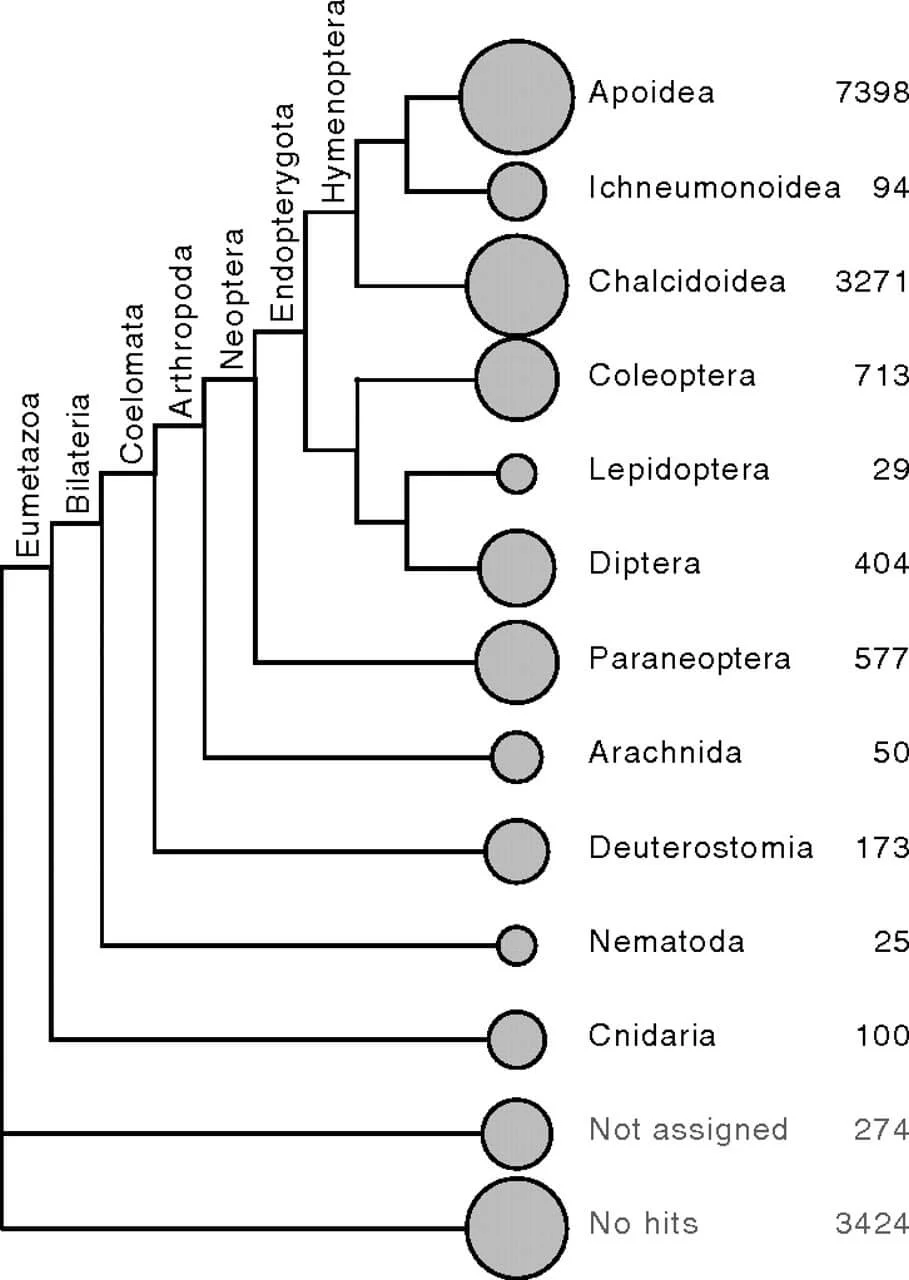 Hymenoptera
Endopterygota
Neoptera
Arthropoda
Coelomata
Bilateria
Eumetazoa
Apoidea 7398
Ichneumonoidea 94
Chalcidoidea 3271
Coleoptera 713
Lepidoptera 29
Diptera 404
Paraneoptera 577
Arachnida 50
Deuterostomia 173
Nematoda 25
Cnidaria 100
Not assigned 274
No hits 3424